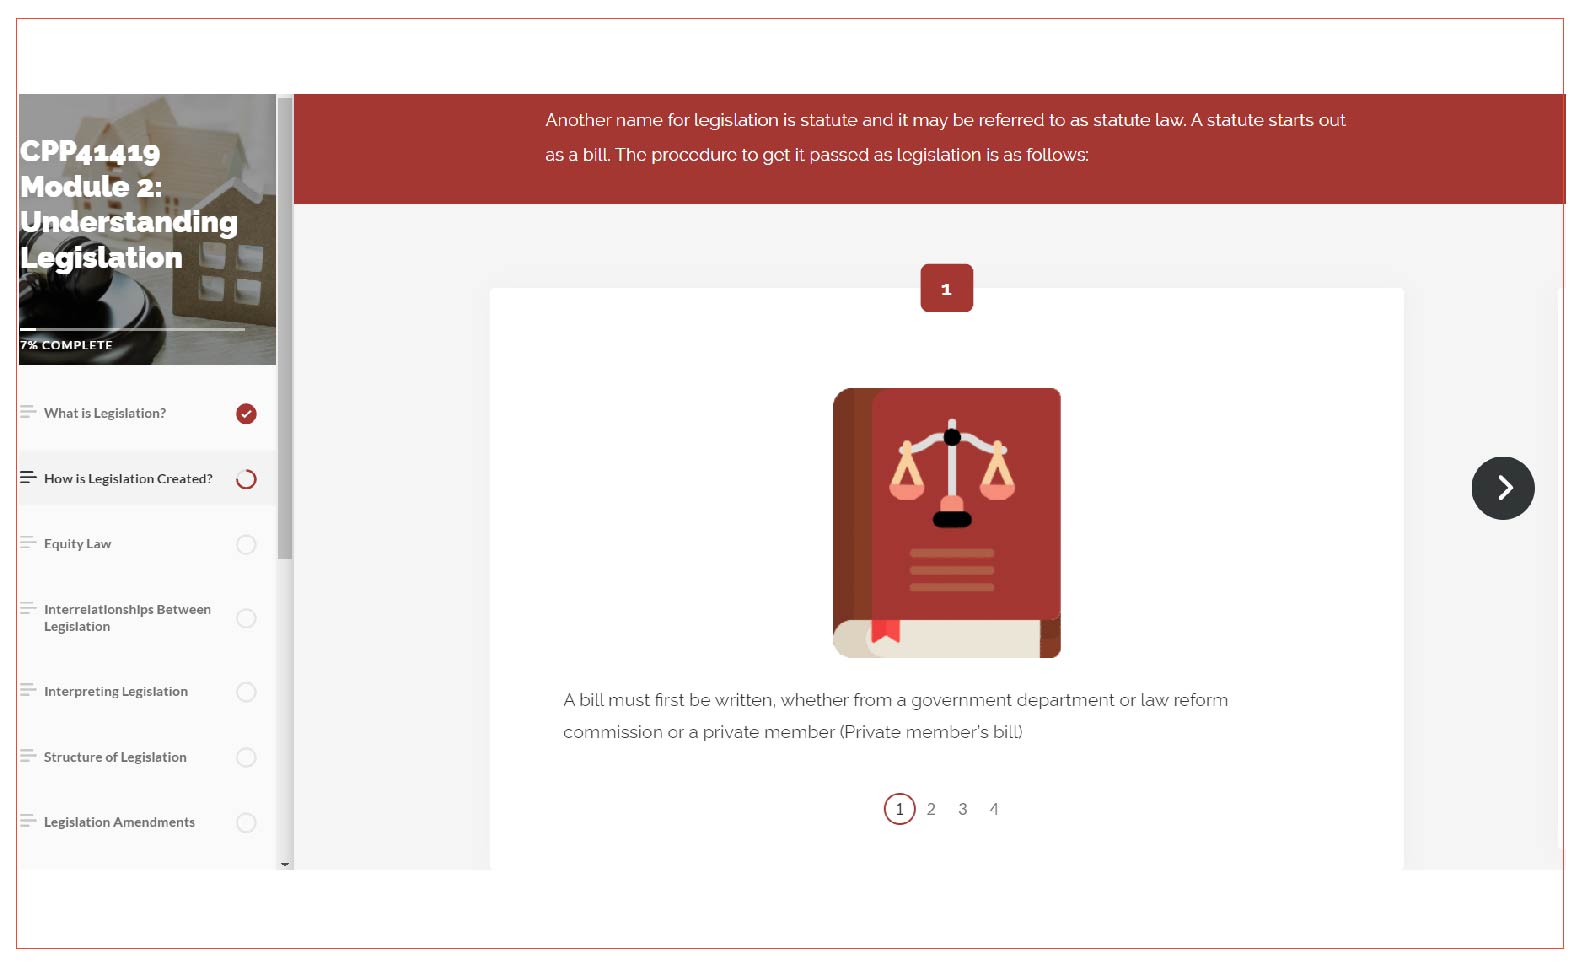 CPP41419
Module 2:
Understanding
Legislation
7% COMPLETE
What is Legislation?
How is Legislation Created?
Equity Law
Interrelationships Between
Legislation
Interpreting Legislation
Structure of Legislation
Legislation Amendments
Another name for legislation is statute and it may be referred to as statute law. A statute starts out
as a bill. The procedure to get it passed as legislation is as follows:
1
A bill must first be written, whether from a government department or law reform
commission or a private member (Private member's bill)
1 2 3 4